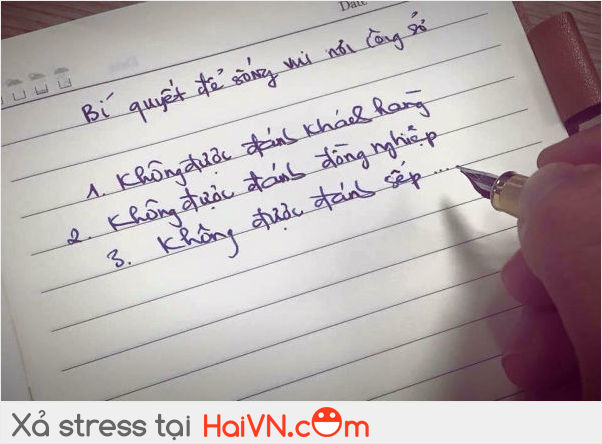 Date
Bí quyết để sống vui nơi công sở
1. Không được đánh khách hàng
2. Không được đánh đồng nghiệp
3. Không được đánh sếp ...
Xả stress tại HaiVN.com